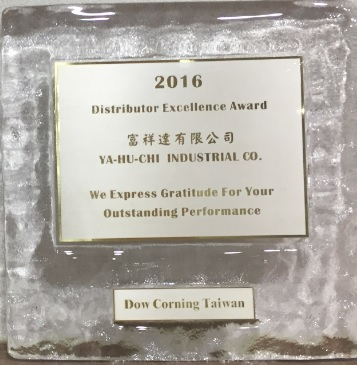 2016
Distributor Excellence Award
富祥達有限公司
YA-HU-CHI INDUSTRIAL CO.
We Express Gratitude For Your
Outstanding Performance
Dow Corning Taiwan